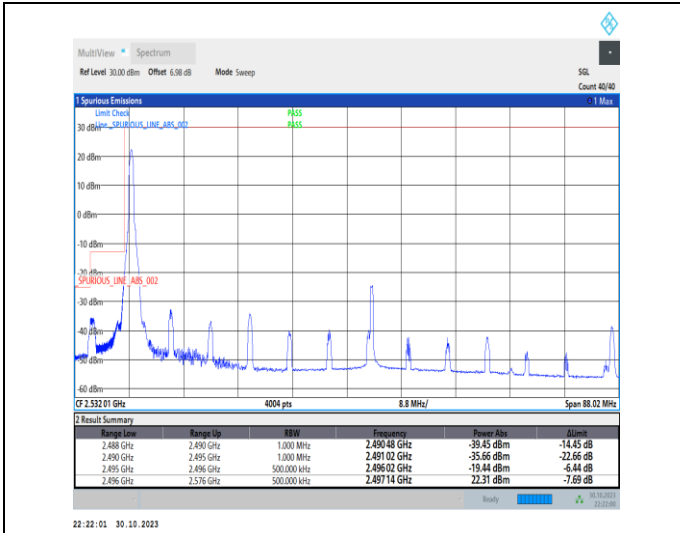 MultiView Spectrum
Ref Level 30.00 dBm Offset 6.98 dB Mode Sweep SGL
Count 40/40
1 Spurious Emissions 1 Max
Limit Check PASS
30 dBm Line _SPURIOUS_LINE_ABS_002 PASS
20 dBm
10 dBm
0 dBm
-10 dBm
-20 dBm
SPURIOUS_LINE_ABS_002
-30 dBm
-40 dBm
-50 dBm
-60 dBm
CF 2.532 01 GHz 4004 pts 8.8 MHz/ Span 88.02 MHz
2 Result Summary
Range Low Range Up RBW Frequency Power Abs ΔLimit
2.488 GHz 2.490 GHz 1.000 MHz 2.490 48 GHz -39.45 dBm -14.45 dB
2.490 GHz 2.495 GHz 1.000 MHz 2.491 02 GHz -35.66 dBm -22.66 dB
2.495 GHz 2.496 GHz 500.000 kHz 2.496 02 GHz -19.44 dBm -6.44 dB
2.496 GHz 2.576 GHz 500.000 kHz 2.497 14 GHz 22.31 dBm -7.69 dB
Ready 30.10.2023
22:22:00
22:22:01 30.10.2023